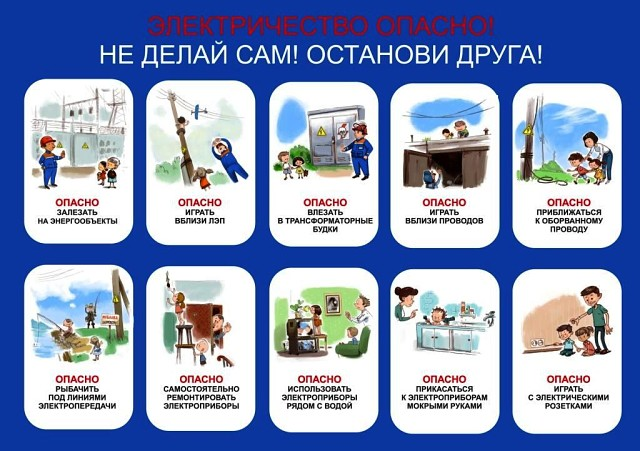 ЭЛЕКТРИЧЕСТВО ОПАСНО!
НЕ ДЕЛАЙ САМ! ОСТАНОВИ ДРУГА!
ОПАСНО
ЗАЛЕЗАТЬ
НА ЭНЕРГООБЪЕКТЫ
ОПАСНО
ИГРАТЬ
ВБЛИЗИ ЛЭП
ОПАСНО
ВЛЕЗАТЬ
В ТРАНСФОРМАТОРНЫЕ
БУДКИ
ОПАСНО
ИГРАТЬ
ВБЛИЗИ ПРОВОДОВ
ОПАСНО
ПРИБЛИЖАТЬСЯ
К ОБОРВАННОМУ
ПРОВОДУ
ОПАСНО
РЫБАЧИТЬ
ПОД ЛИНИЯМИ
ЭЛЕКТРОПЕРЕДАЧИ
ОПАСНО
САМОСТОЯТЕЛЬНО
РЕМОНТИРОВАТЬ
ЭЛЕКТРОПРИБОРЫ
ОПАСНО
ИСПОЛЬЗОВАТЬ
ЭЛЕКТРОПРИБОРЫ
РЯДОМ С ВОДОЙ
ОПАСНО
ПРИКАСАТЬСЯ
К ЭЛЕКТРОПРИБОРАМ
МОКРЫМИ РУКАМИ
ОПАСНО
ИГРАТЬ
С ЭЛЕКТРИЧЕСКИМИ
РОЗЕТКАМИ